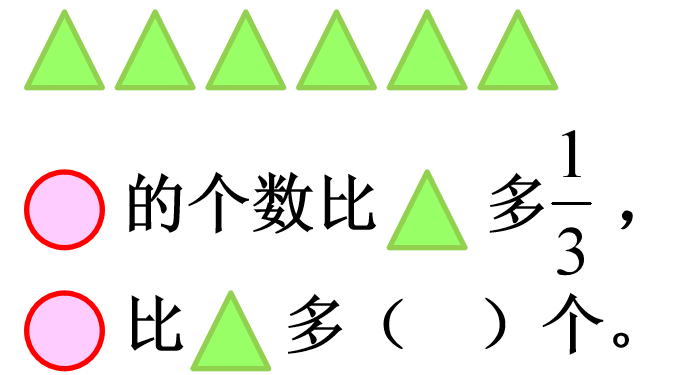 的个数比 多1/3，
比 多（ ）个。